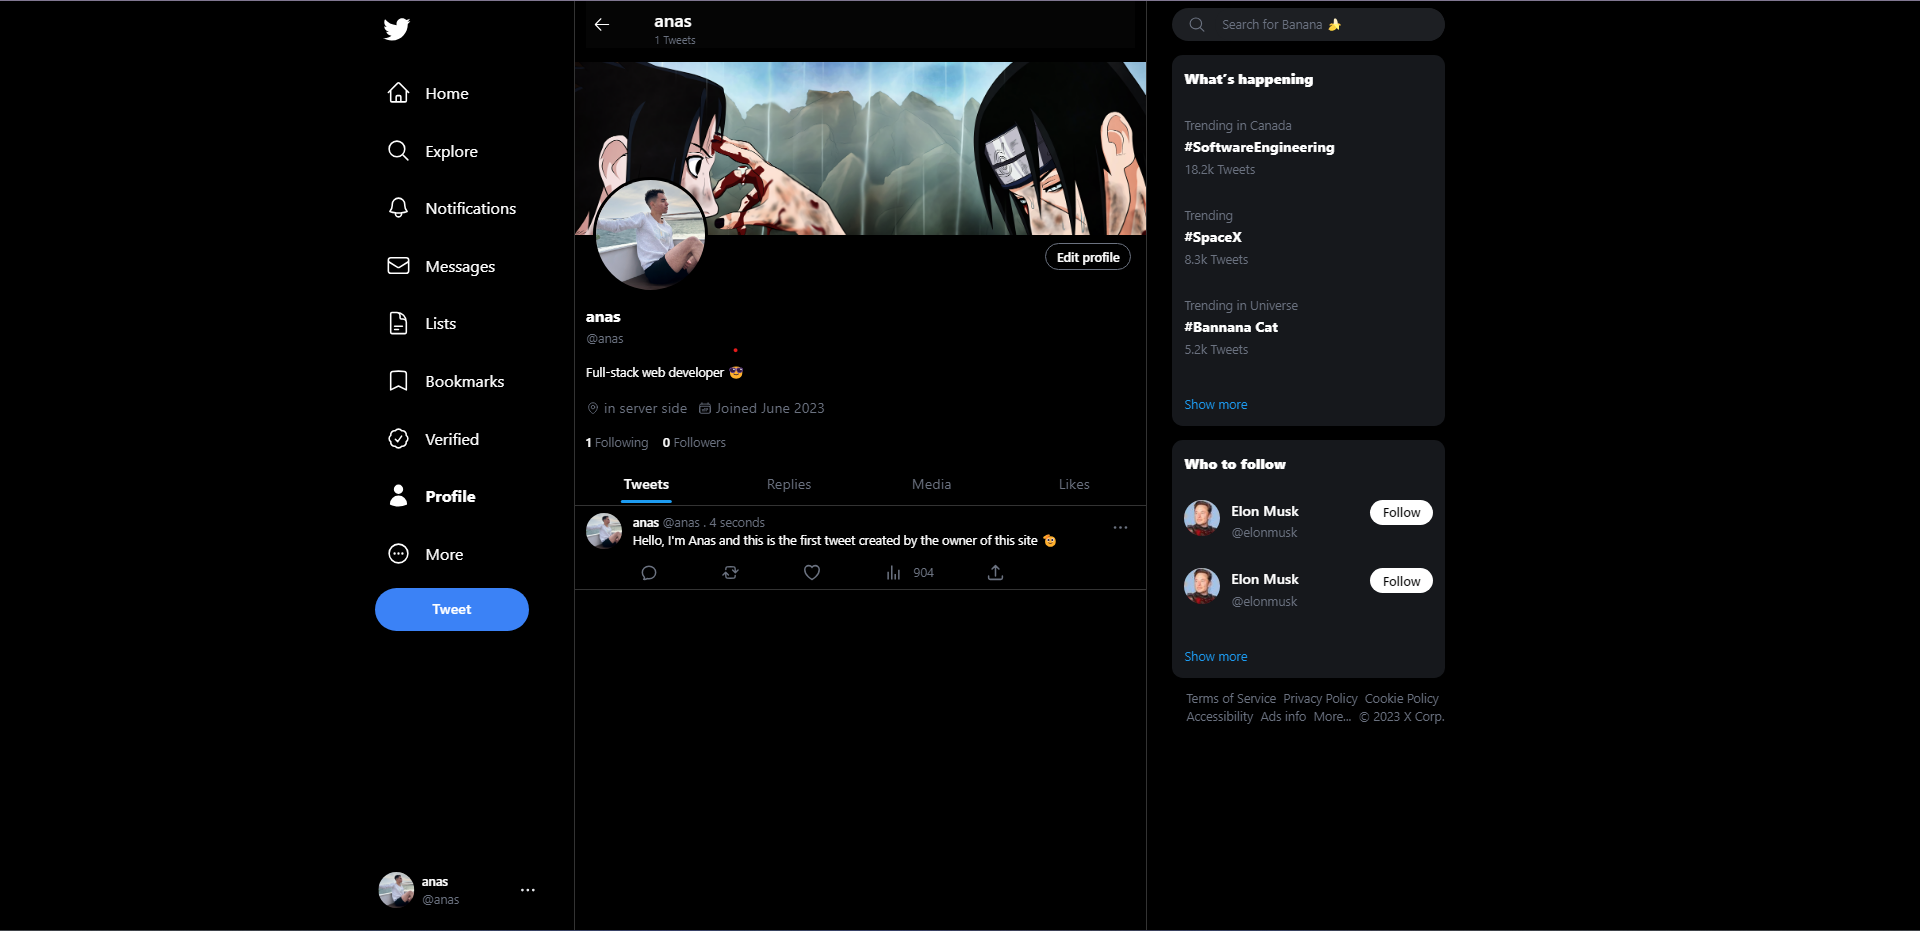 Home
Explore
Notifications
Messages
Lists
Bookmarks
Verified
Profile
More
Tweet
anas
@anas
anas
1 Tweets
Edit profile
anas
@anas
Full-stack web developer 😎
in server side Joined June 2023
1 Following 0 Followers
Tweets Replies Media Likes
anas @anas . 4 seconds
Hello, I'm Anas and this is the first tweet created by the owner of this site 🫡
904
Search for Banana 🍌
What's happening
Trending in Canada
#SoftwareEngineering
18.2k Tweets
Trending
#SpaceX
8.3k Tweets
Trending in Universe
#Bannana Cat
5.2k Tweets
Show more
Who to follow
Elon Musk
@elonmusk
Follow
Elon Musk
@elonmusk
Follow
Show more
Terms of Service Privacy Policy Cookie Policy
Accessibility Ads info More... © 2023 X Corp.